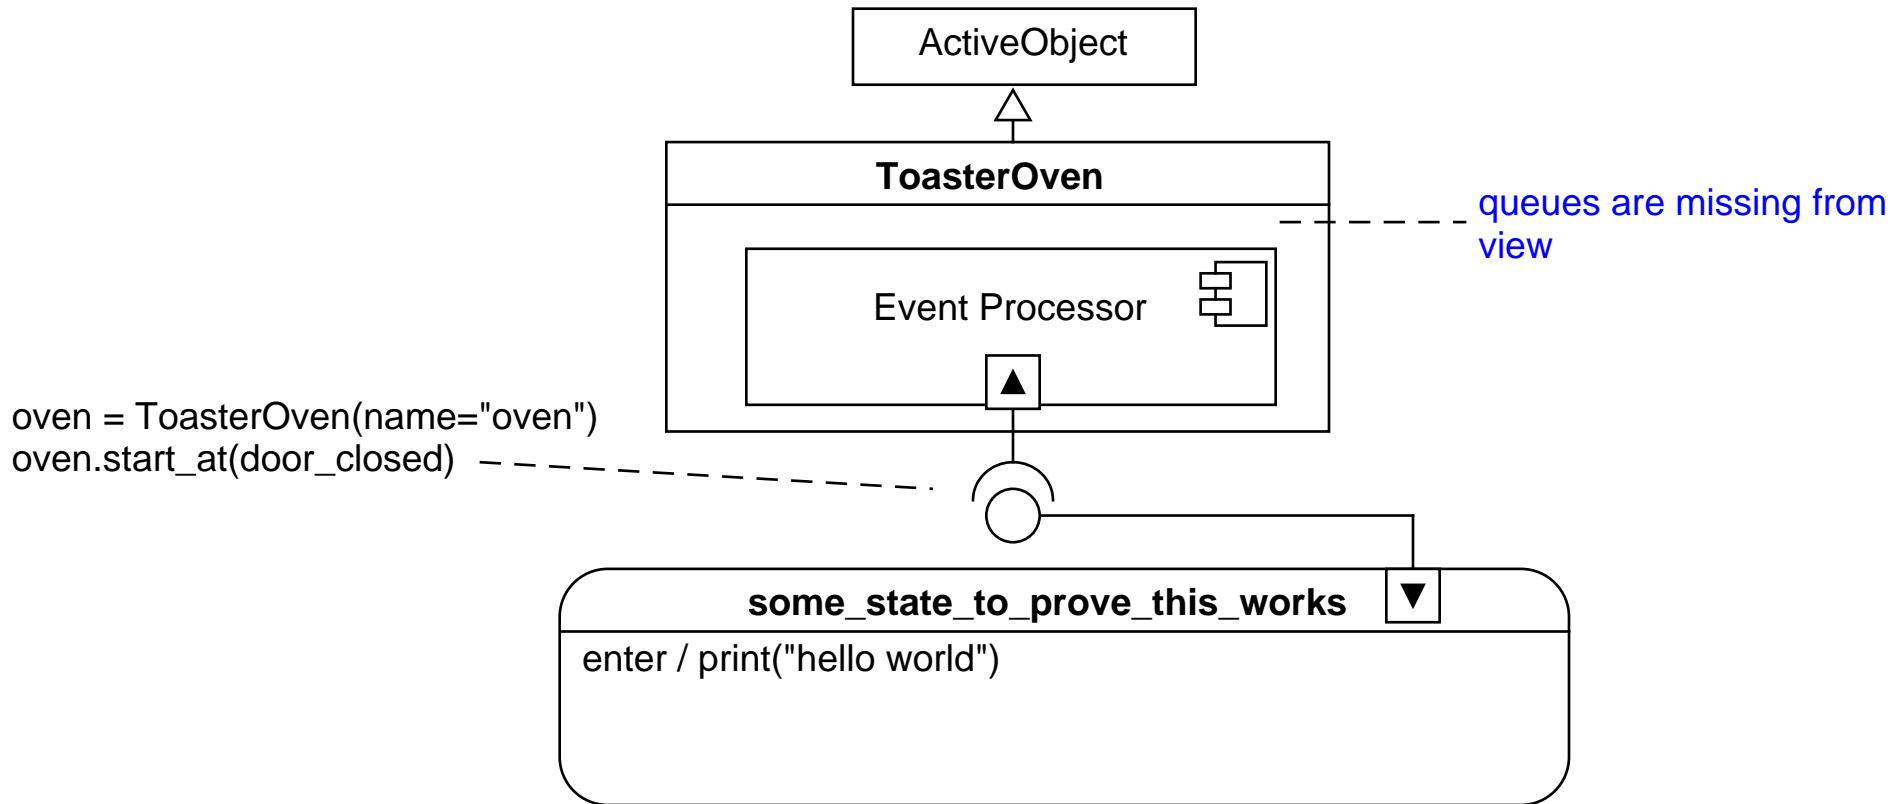 ActiveObject
ToasterOven
queues are missing from
view
Event Processor
oven = ToasterOven(name="oven")
oven.start_at(door_closed)
some_state_to_prove_this_works
enter / print("hello world")